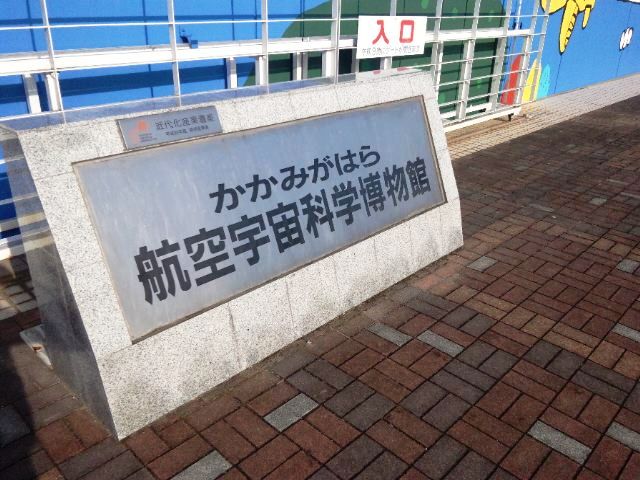 入口
近代化産業遺産
かかみがはら
航空宇宙科学博物館